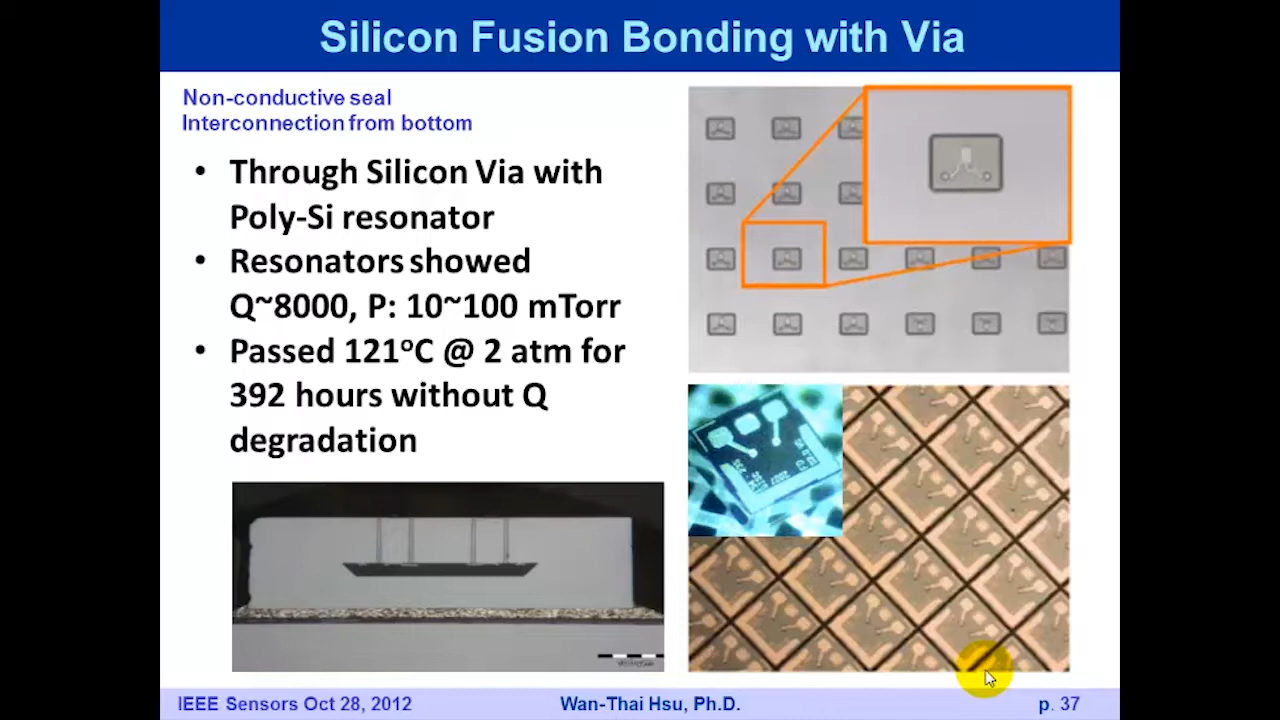 Silicon Fusion Bonding with Via
Non-conductive seal
Interconnection from bottom
• Through Silicon Via with
Poly-Si resonator
• Resonators showed
Q~8000, P: 10~100 mTorr
• Passed 121°C @ 2 atm for
392 hours without Q
degradation
IEEE Sensors Oct 28, 2012
Wan-Thai Hsu, Ph.D.
p. 37